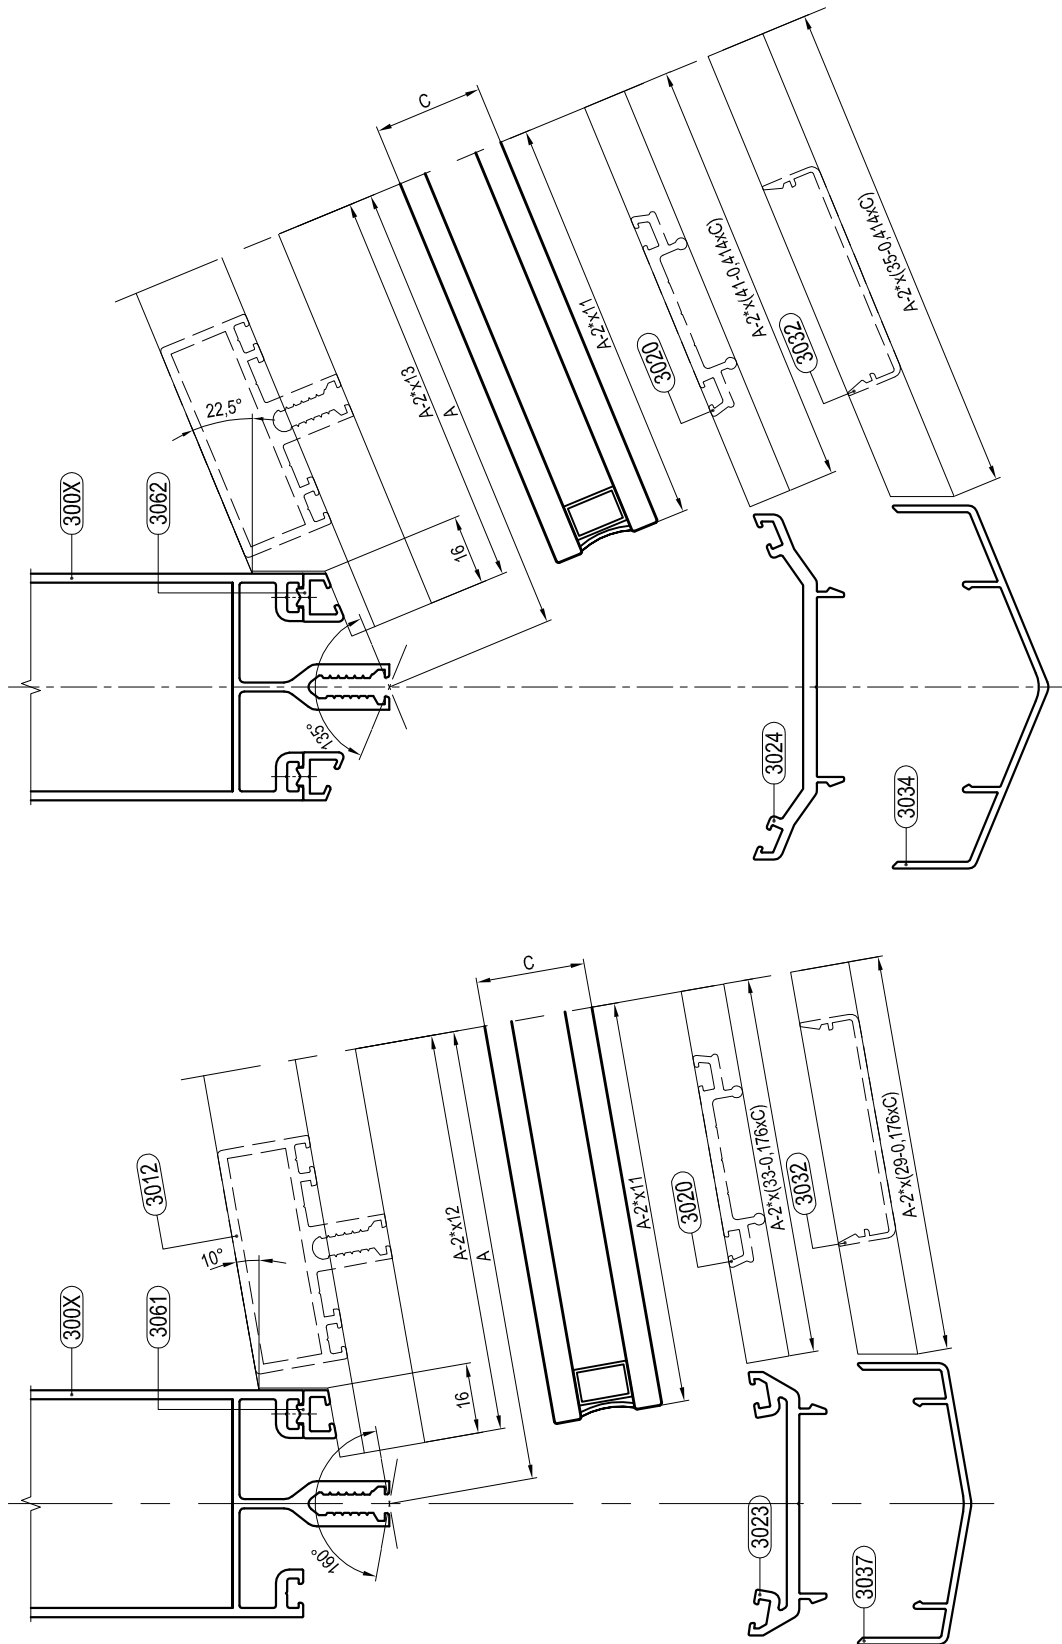 C
22,5°
300X
3062
A-2*x13
A
16
135°
A-2*x11
3020
A-2*x(41-0,414xC)
3032
A-2*x(35-0,414xC)
3024
3034
C
3012
10°
300X
3061
A-2*x12
A
16
160°
A-2*x11
3020
A-2*x(33-0,176xC)
3032
A-2*x(29-0,176xC)
3023
3037